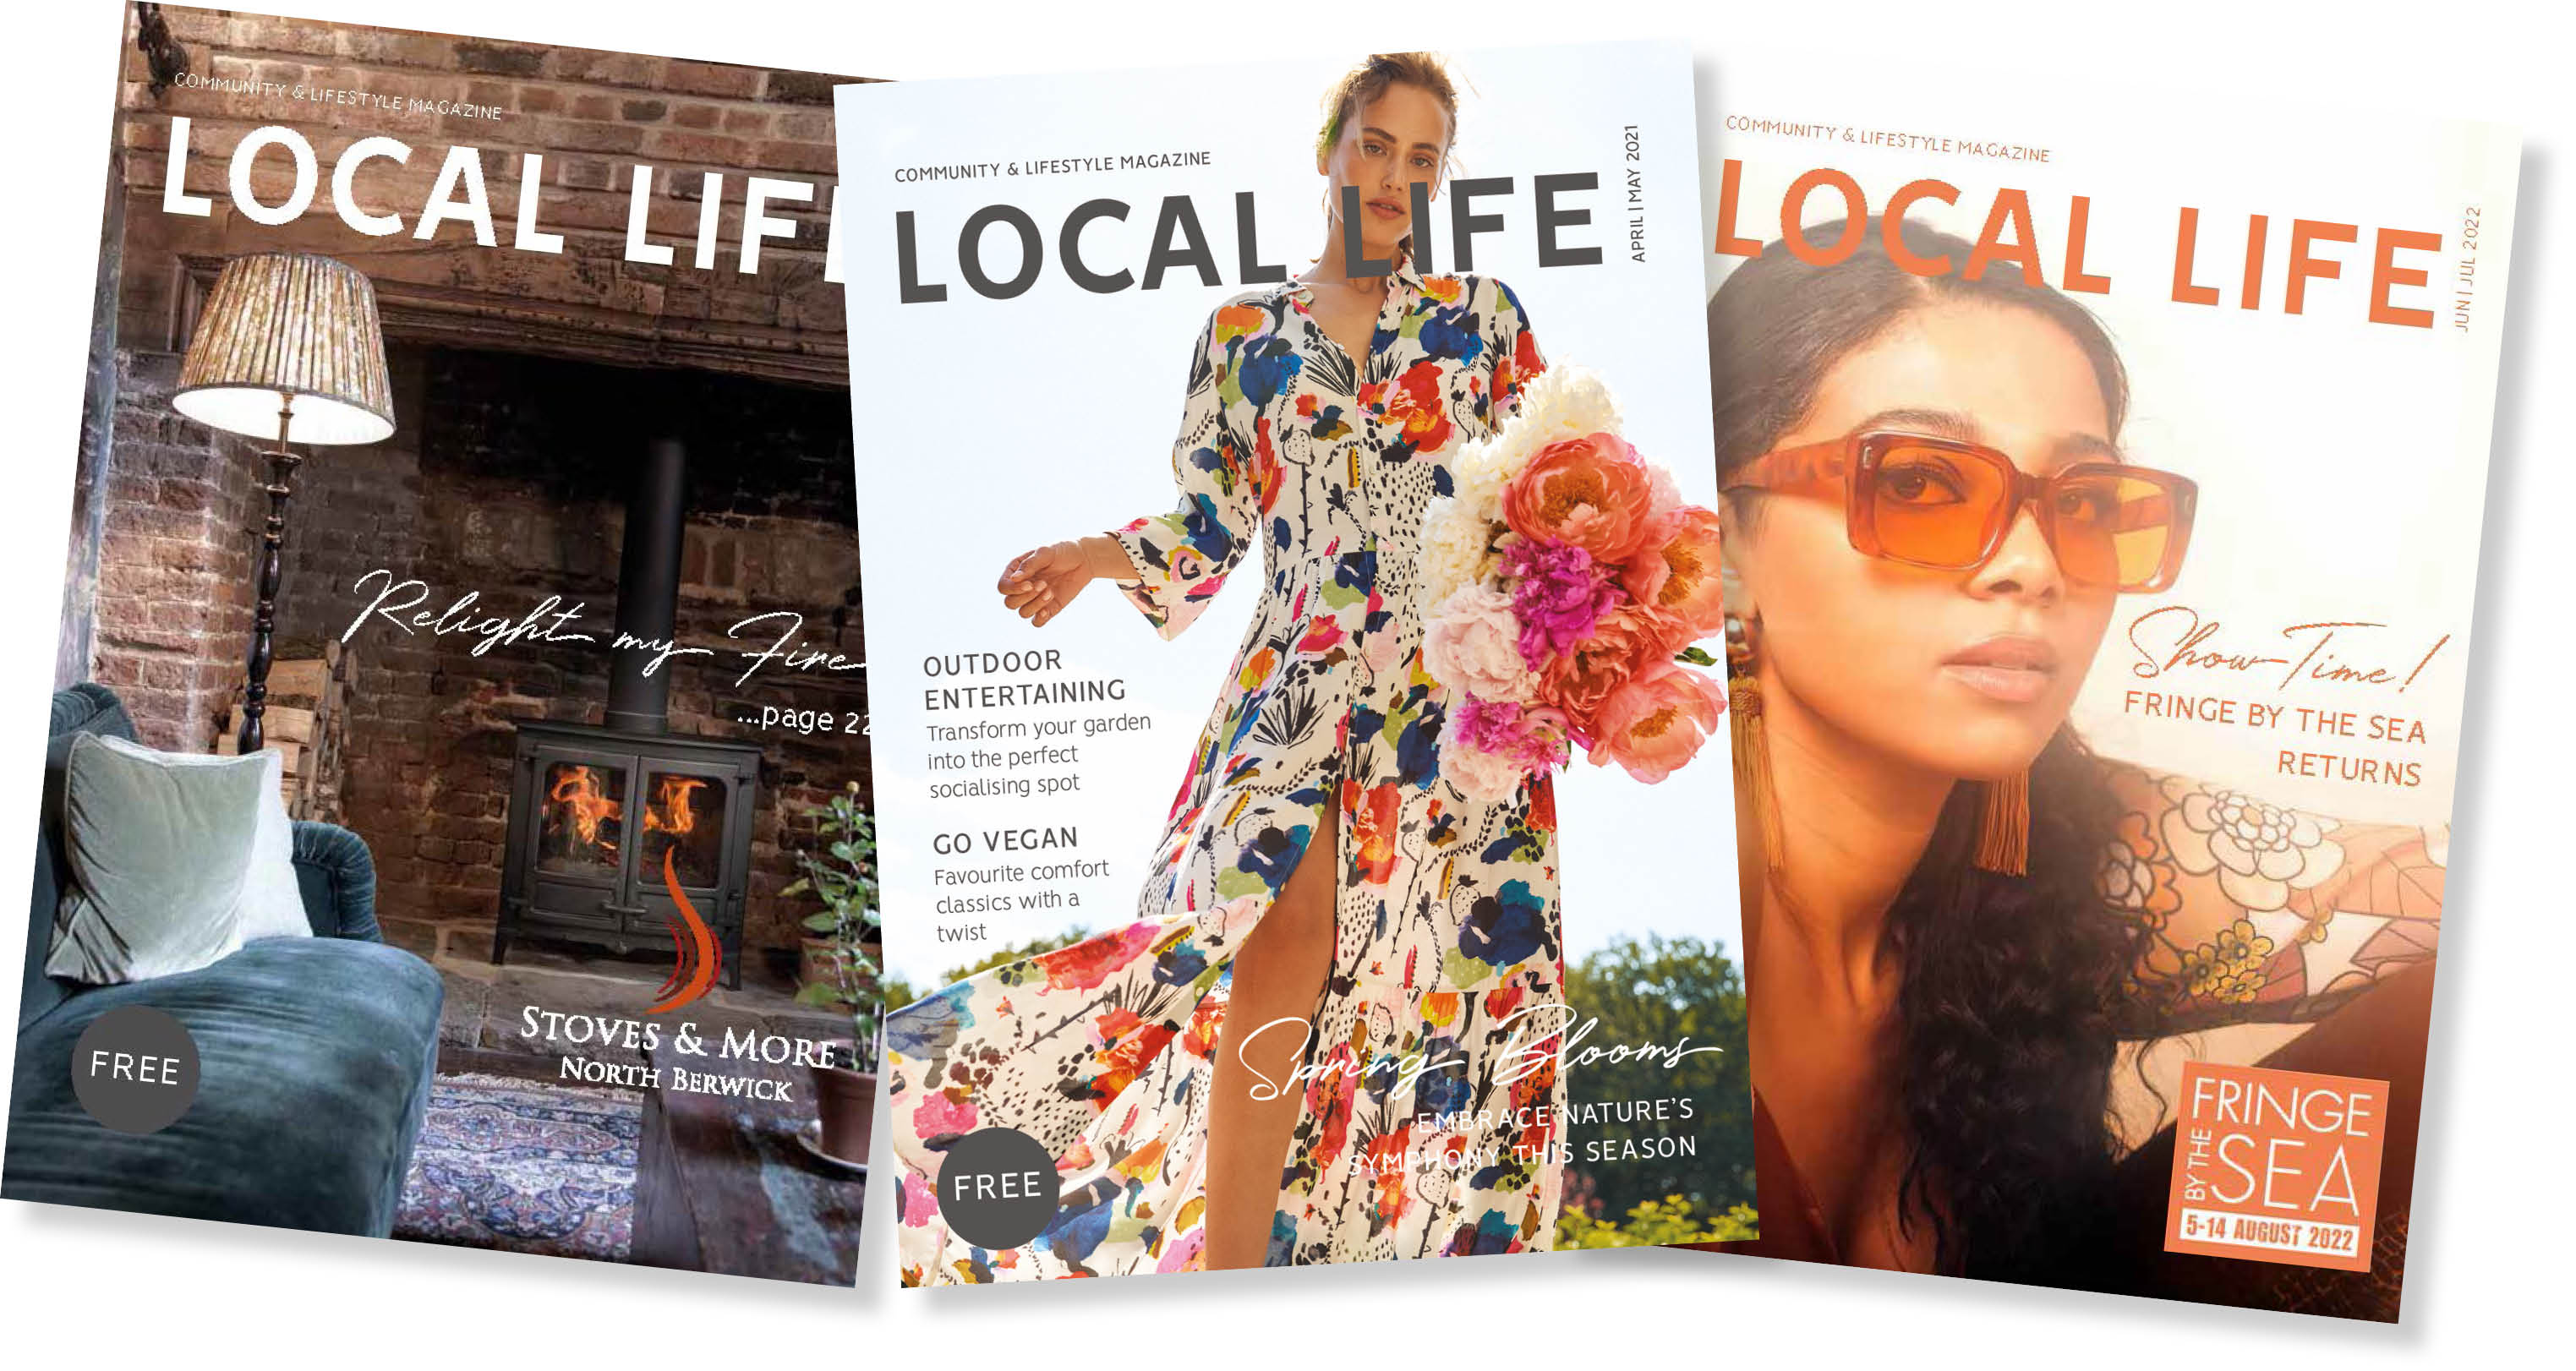 COMMUNITY & LIFESTYLE MAGAZINE
LOCAL LIFE
Relight my Fire
...page 22
STOVES & MORE
NORTH BERWICK
FREE
COMMUNITY & LIFESTYLE MAGAZINE
LOCAL LIFE
APRIL | MAY 2021
OUTDOOR
ENTERTAINING
Transform your garden
into the perfect
socialising spot
GO VEGAN
Favourite comfort
classics with a
twist
Spring Blooms
EMBRACE NATURE'S
SYMPHONY THIS SEASON
FREE
COMMUNITY & LIFESTYLE MAGAZINE
LOCAL LIFE
JUN | JUL 2022
Show-Time!
FRINGE BY THE SEA
RETURNS
FRINGE
BY THE
SEA
5-14 AUGUST 2022